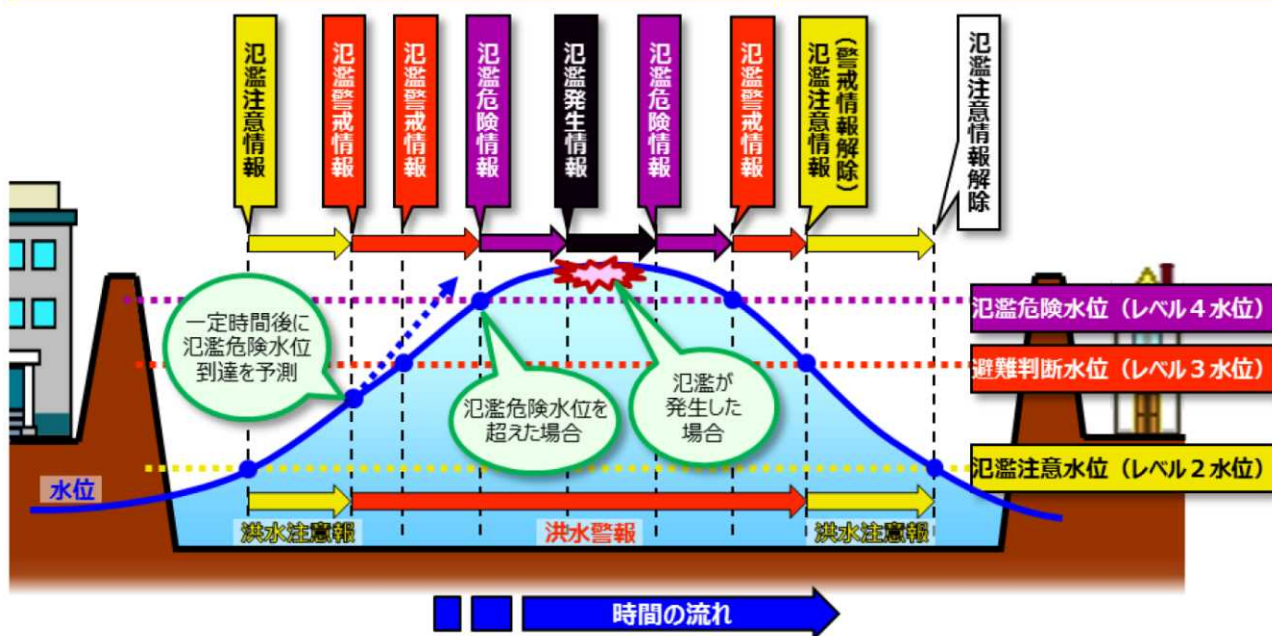 氾濫注意情報
氾濫警戒情報
氾濫警戒情報
氾濫危険情報
氾濫発生情報
氾濫危険情報
氾濫警戒情報
氾濫注意情報
（警戒情報解除）
氾濫注意情報解除
一定時間後に
氾濫危険水位
到達を予測
氾濫危険水位を
超えた場合
氾濫が
発生した
場合
氾濫危険水位（レベル４水位）
避難判断水位（レベル３水位）
氾濫注意水位（レベル２水位）
水位
洪水注意報
洪水警報
洪水注意報
時間の流れ